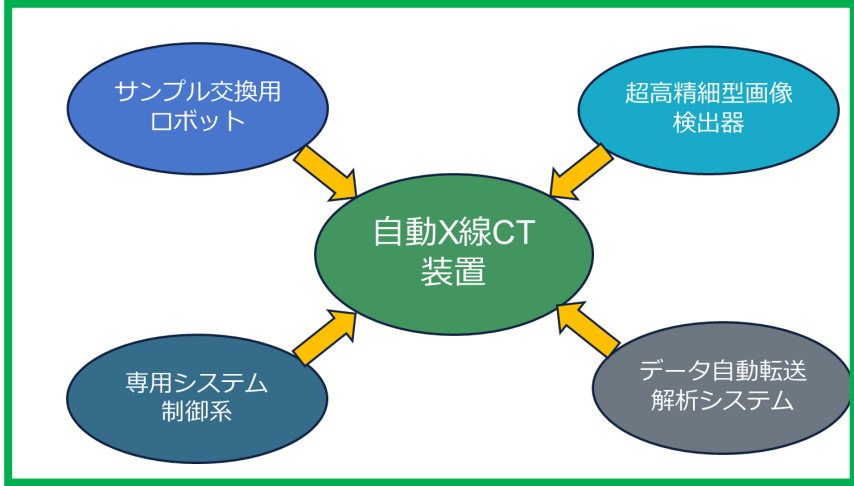 サンプル交換用
ロボット
超高精細型画像
検出器
自動X線CT
装置
専用システム
制御系
データ自動転送
解析システム